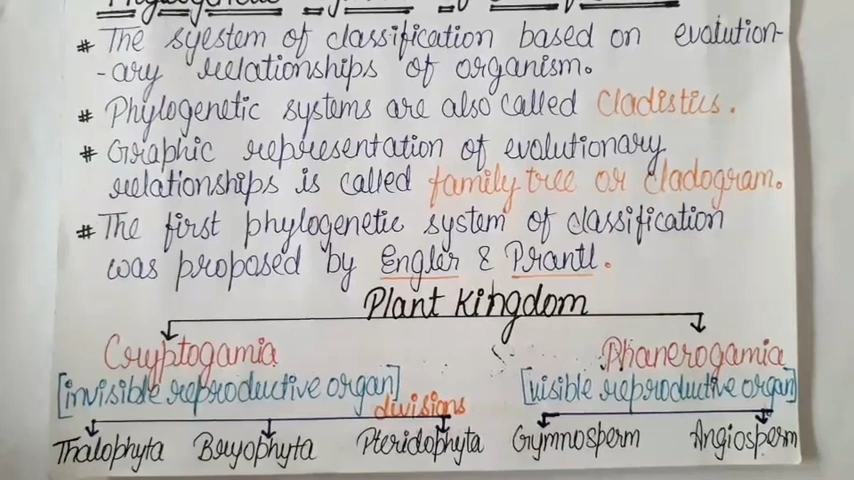 # The syestem of classification based on evolution-
-ary relationships of organism.
# Phylogenetic systems are also called Cladistics.
# Graphic representation of evolutionary
relationships is called family tree or cladogram.
# The first phylogenetic system of classification
was proposed by Engler & Prantl.
Plant Kingdom
Cryptogamia Phanerogamia
[invisible reproductive organ] [visible reproductive organ]
divisions
Thalophyta Bryophyta Pteridophyta Gymnosperm Angiosperm